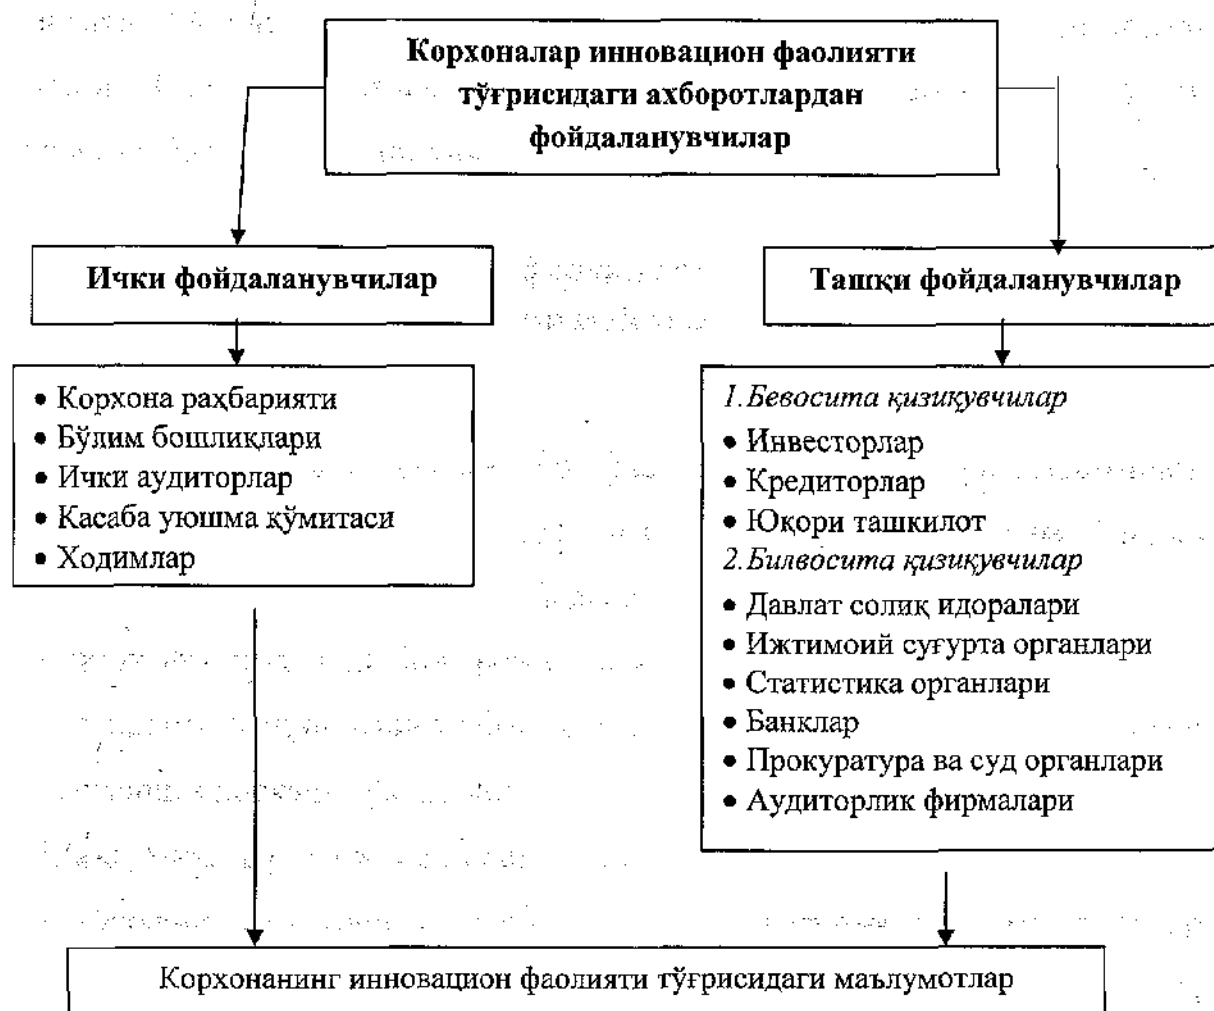 Корхоналар инновацион фаолияти
тўғрисидаги ахборотлардан
фойдаланувчилар
Ички фойдаланувчилар
Ташқи фойдаланувчилар
• Корхона раҳбарияти
• Бўлим бошлиқлари
• Ички аудиторлар
• Касаба уюшма қўмитаси
• Ходимлар
1.Бевосита қизиқувчилар
• Инвесторлар
• Кредиторлар
• Юқори ташкилот
2.Билвосита қизиқувчилар
• Давлат солиқ идоралари
• Ижтимоий суғурта органлари
• Статистика органлари
• Банклар
• Прокуратура ва суд органлари
• Аудиторлик фирмалари
Корхонанинг инновацион фаолияти тўғрисидаги маълумотлар